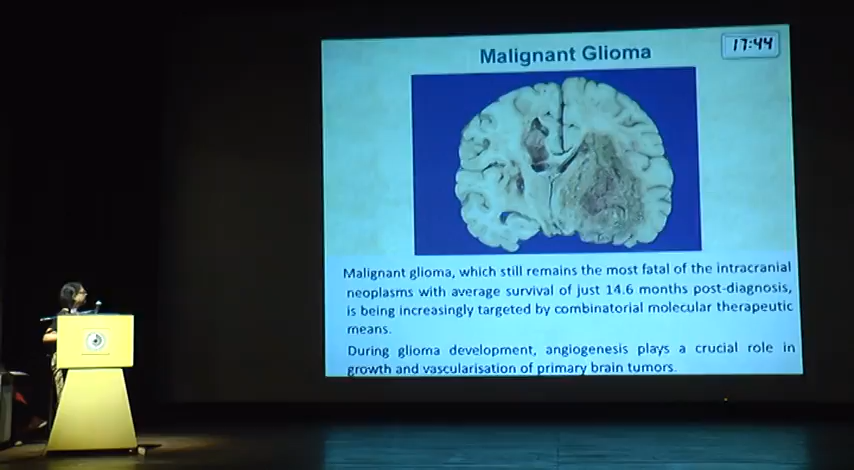 Malignant Glioma
17:44
Malignant glioma, which still remains the most fatal of the intracranial
neoplasms with average survival of just 14.6 months post-diagnosis,
is being increasingly targeted by combinatorial molecular therapeutic
means.
During glioma development, angiogenesis plays a crucial role in
growth and vascularisation of primary brain tumors.